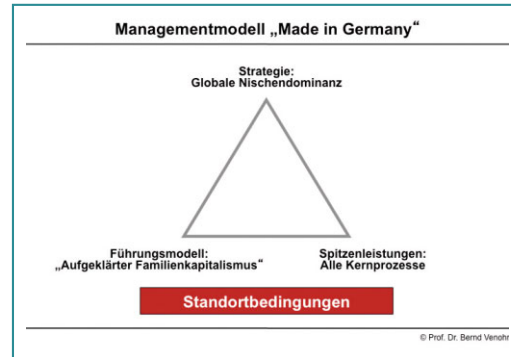 Managementmodell „Made in Germany“
Strategie:
Globale Nischendominanz
Führungsmodell:
„Aufgeklärter Familienkapitalismus“
Spitzenleistungen:
Alle Kernprozesse
Standortbedingungen
© Prof. Dr. Bernd Venohr